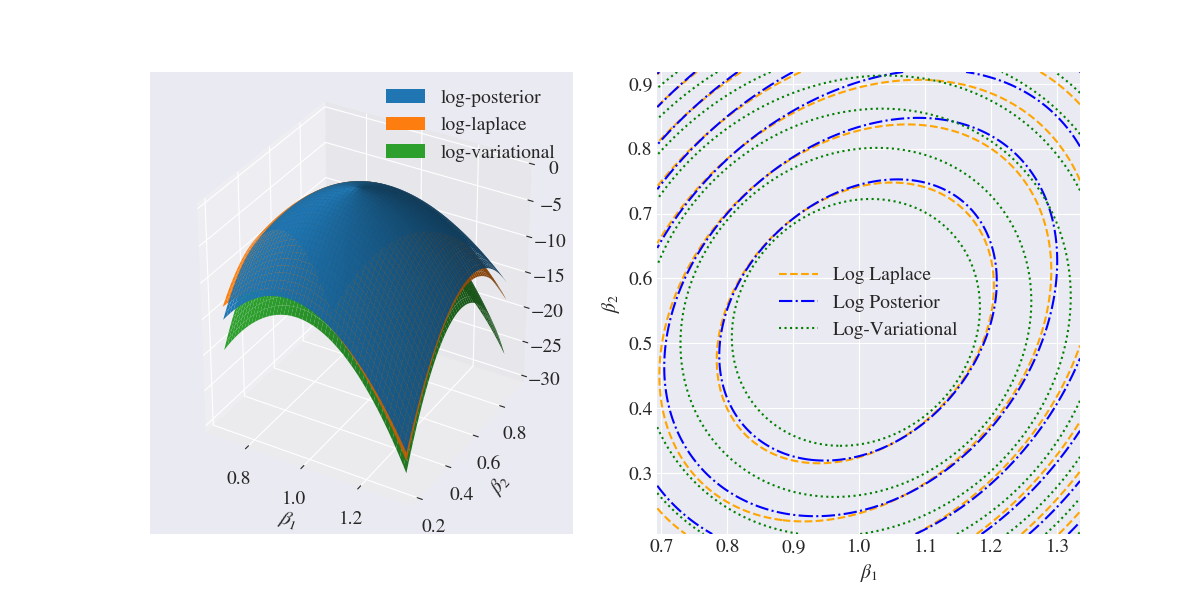 log-posterior
log-laplace
log-variational
0
−5
−10
−15
−20
−25
−30
0.8
0.6
0.4
0.2
β₂
0.8
1.0
1.2
β₁
0.9
0.8
0.7
0.6
0.5
0.4
0.3
β₂
Log Laplace
Log Posterior
Log-Variational
0.7 0.8 0.9 1.0 1.1 1.2 1.3
β₁